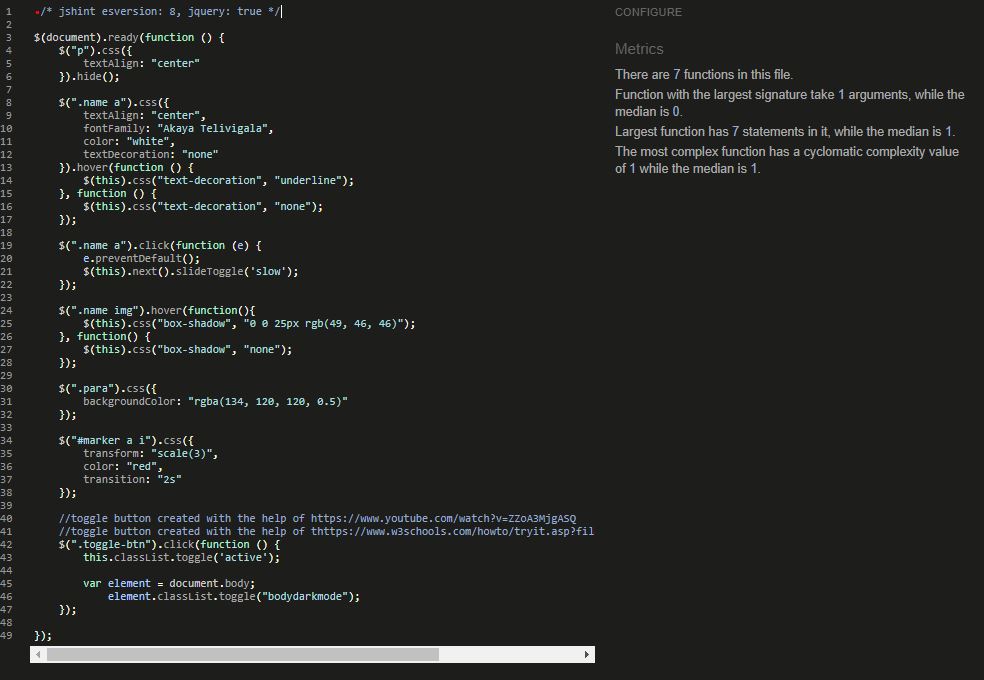 CONFIGURE
Metrics
There are 7 functions in this file.
Function with the largest signature take 1 arguments, while the
median is 0.
Largest function has 7 statements in it, while the median is 1.
The most complex function has a cyclomatic complexity value
of 1 while the median is 1.
1 /* jshint esversion: 8, jquery: true */
2
3 $(document).ready(function () {
4 $("p").css({
5 textAlign: "center"
6 }).hide();
7
8 $(".name a").css({
9 textAlign: "center",
10 fontFamily: "Akaya Telivigala",
11 color: "white",
12 textDecoration: "none"
13 }).hover(function () {
14 $(this).css("text-decoration", "underline");
15 }, function () {
16 $(this).css("text-decoration", "none");
17 });
18
19 $(".name a").click(function (e) {
20 e.preventDefault();
21 $(this).next().slideToggle('slow');
22 });
23
24 $(".name img").hover(function(){
25 $(this).css("box-shadow", "0 0 25px rgb(49, 46, 46)");
26 }, function() {
27 $(this).css("box-shadow", "none");
28 });
29
30 $(".para").css({
31 backgroundColor: "rgba(134, 120, 120, 0.5)"
32 });
33
34 $("#marker a i").css({
35 transform: "scale(3)",
36 color: "red",
37 transition: "2s"
38 });
39
40 //toggle button created with the help of https://www.youtube.com/watch?v=ZZoA3MjgASQ
41 //toggle button created with the help of thttps://www.w3schools.com/howto/tryit.asp?fil
42 $(".toggle-btn").click(function () {
43 this.classList.toggle('active');
44
45 var element = document.body;
46 element.classList.toggle("bodydarkmode");
47 });
48
49 });